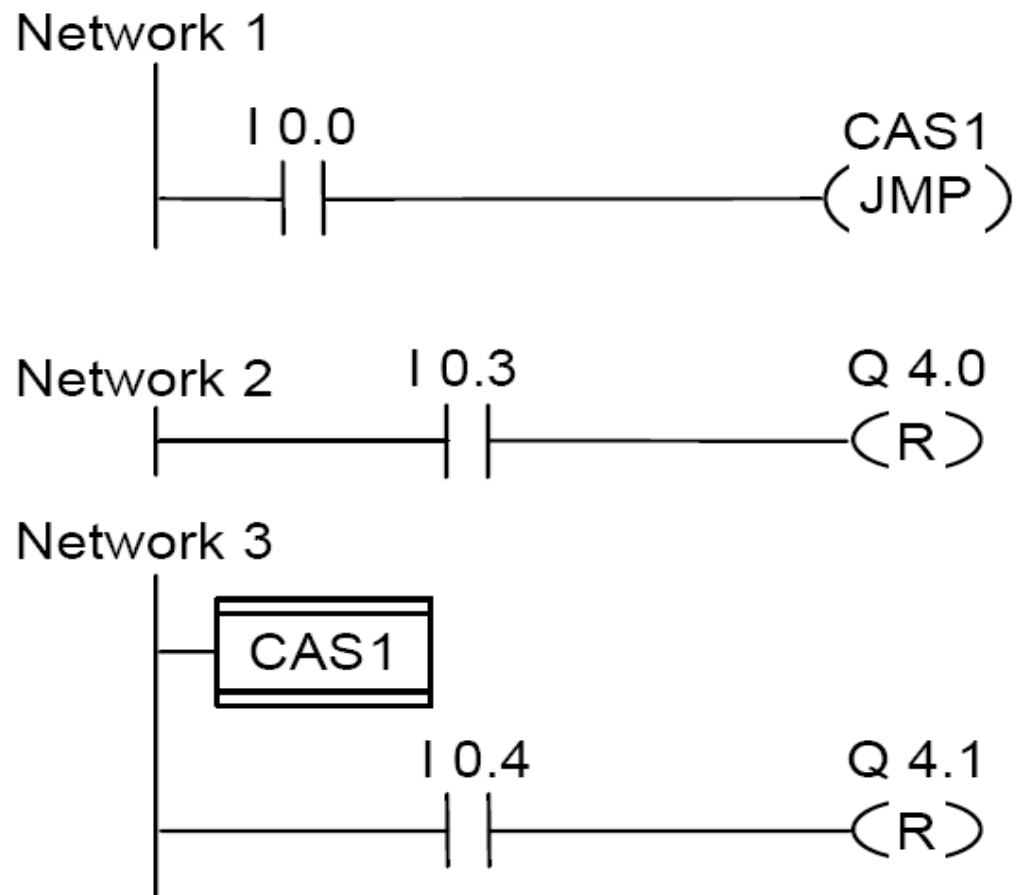 Network 1
I 0.0
CAS1
JMP
Network 2
I 0.3
Q 4.0
R
Network 3
CAS1
I 0.4
Q 4.1
R